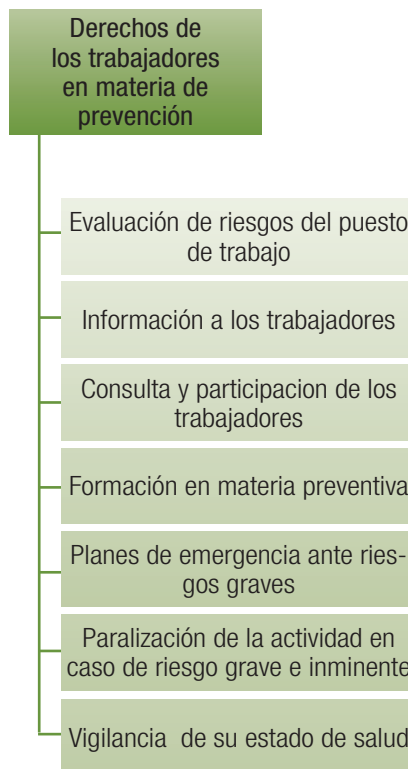 Derechos de
los trabajadores
en materia de
prevención
Evaluación de riesgos del puesto
de trabajo
Información a los trabajadores
Consulta y participacion de los
trabajadores
Formación en materia preventiva
Planes de emergencia ante ries-
gos graves
Paralización de la actividad en
caso de riesgo grave e inminente
Vigilancia de su estado de salud